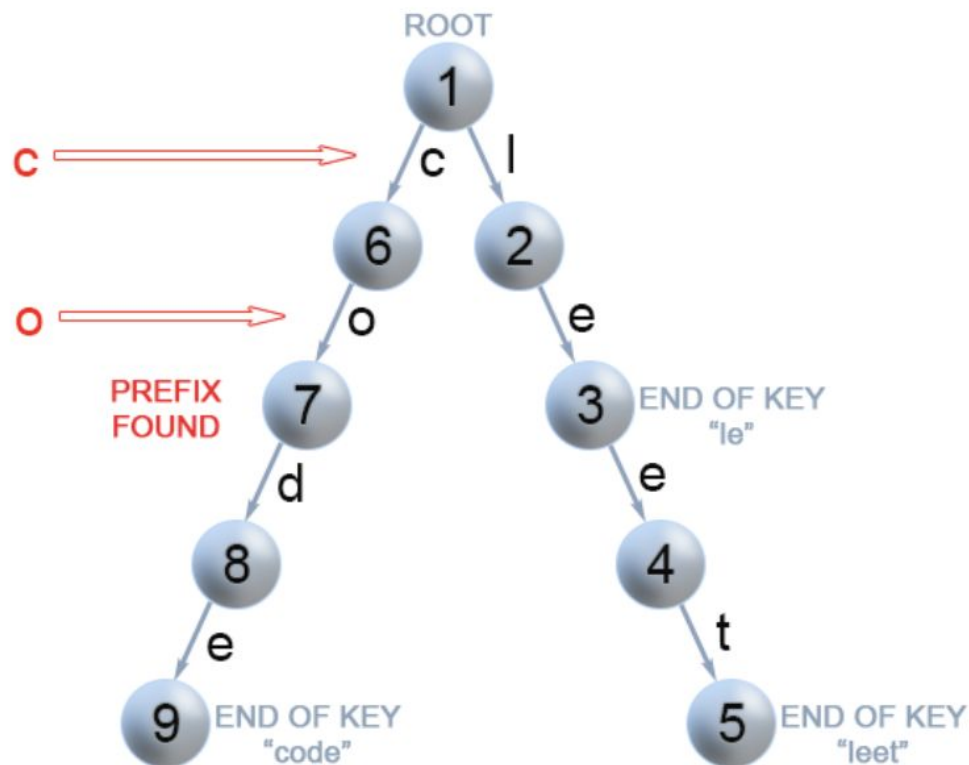 ROOT
1
c
c l
6 2
o
o e
PREFIX
FOUND
7 3 END OF KEY
“le”
d e
8 4
e t
9 END OF KEY
“code”
5 END OF KEY
“leet”